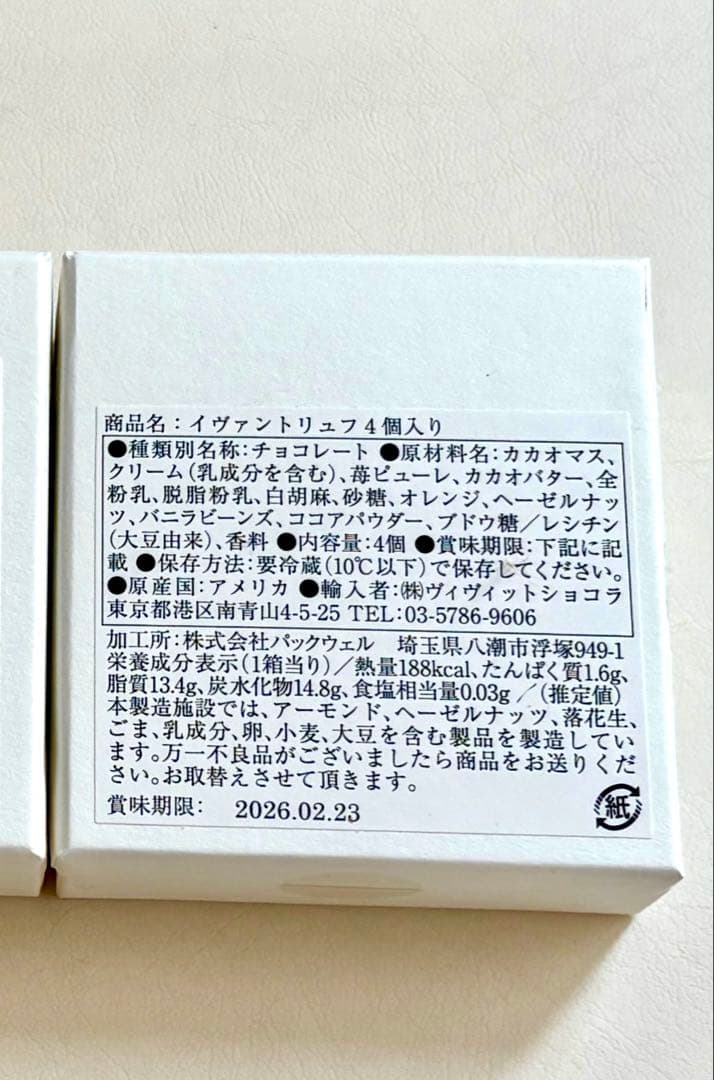 商品名：イヴァントリュフ４個入り
●種類別名称：チョコレート ●原材料名：カカオマス、
クリーム（乳成分を含む）、苺ピューレ、カカオバター、全
粉乳、脱脂粉乳、白胡麻、砂糖、オレンジ、ヘーゼルナッ
ツ、バニラビーンズ、ココアパウダー、ブドウ糖／レシチン
（大豆由来）、香料 ●内容量：4個 ●賞味期限：下記に記
載 ●保存方法：要冷蔵（10℃以下）で保存してください。
●原産国：アメリカ ●輸入者：㈱ヴィヴィットショコラ
東京都港区南青山4-5-25 TEL：03-5786-9606
加工所：株式会社パックウェル　埼玉県八潮市浮塚949-1
栄養成分表示（1箱当り）／熱量188kcal、たんぱく質1.6g、
脂質13.4g、炭水化物14.8g、食塩相当量0.03g ／（推定値）
本製造施設では、アーモンド、ヘーゼルナッツ、落花生、
ごま、乳成分、卵、小麦、大豆を含む製品を製造してい
ます。万一不良品がございましたら商品をお送りくだ
さい。お取替えさせて頂きます。
賞味期限：　2026.02.23
紙